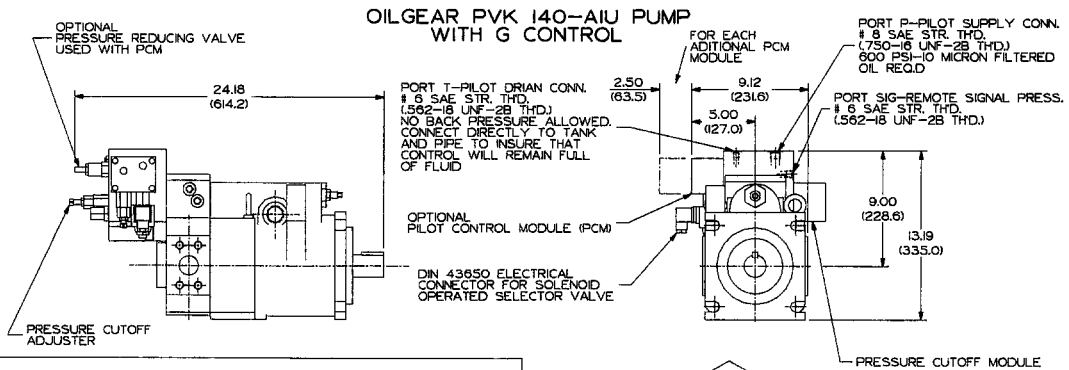 OILGEAR PVK 140-A1U PUMP
WITH G CONTROL
OPTIONAL
PRESSURE REDUCING VALVE
USED WITH PCM
24.18
(614.2)
PRESSURE CUTOFF
ADJUSTER
PORT T-PILOT DRIAN CONN.
# 6 SAE STR. TH'D.
(.562-18 UNF-2B TH'D.)
NO BACK PRESSURE ALLOWED.
CONNECT DIRECTLY TO TANK
AND PIPE TO INSURE THAT
CONTROL WILL REMAIN FULL
OF FLUID
OPTIONAL
PILOT CONTROL MODULE (PCM)
DIN 43650 ELECTRICAL
CONNECTOR FOR SOLENOID
OPERATED SELECTOR VALVE
FOR EACH
ADITIONAL PCM
MODULE
2.50
(63.5)
9.12
(231.6)
5.00
(127.0)
PORT P-PILOT SUPPLY CONN.
# 8 SAE STR. TH'D.
(.750-16 UNF-2B TH'D.)
600 PSI-10 MICRON FILTERED
OIL REQ.D
PORT SIG-REMOTE SIGNAL PRESS.
# 6 SAE STR. TH'D.
(.562-18 UNF-2B TH'D.)
9.00
(228.6)
13.19
(335.0)
PRESSURE CUTOFF MODULE